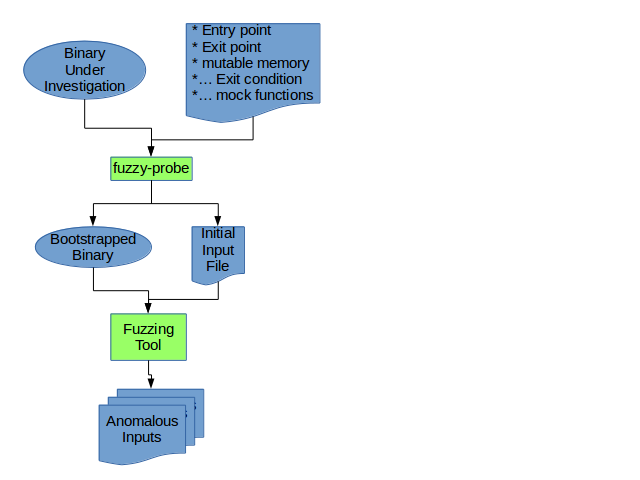 Binary
Under
Investigation
* Entry point
* Exit point
* mutable memory
*… Exit condition
*… mock functions
fuzzy-probe
Bootstrapped
Binary
Initial
Input
File
Fuzzing
Tool
Anomalous
Inputs